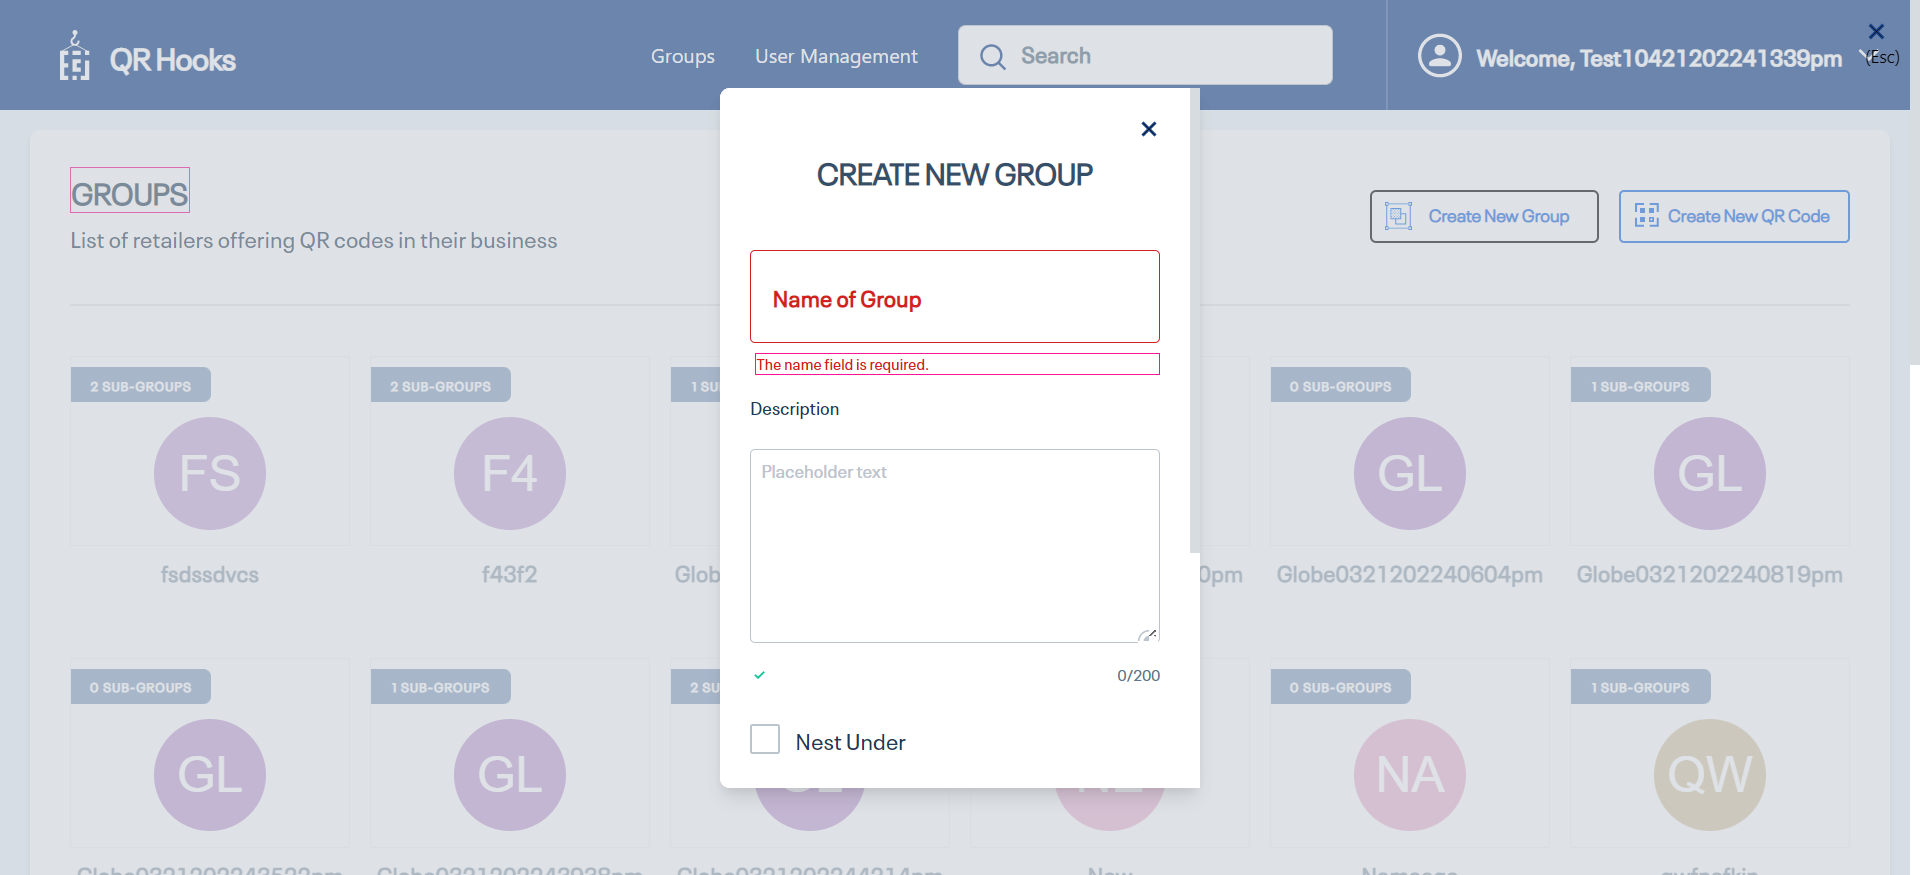 QR Hooks
Groups
User Management
Search
Welcome, Test10421202241339pm
(Esc)
GROUPS
List of retailers offering QR codes in their business
Create New Group
Create New QR Code
CREATE NEW GROUP
Name of Group
The name field is required.
Description
Placeholder text
0/200
Nest Under
2 SUB-GROUPS
2 SUB-GROUPS
1 SU
0 SUB-GROUPS
1 SUB-GROUPS
FS
F4
GL
GL
fsdssdvcs
f43f2
Globe0321202240604pm
Globe0321202240819pm
0 SUB-GROUPS
1 SUB-GROUPS
2 SU
0 SUB-GROUPS
1 SUB-GROUPS
GL
GL
NA
QW